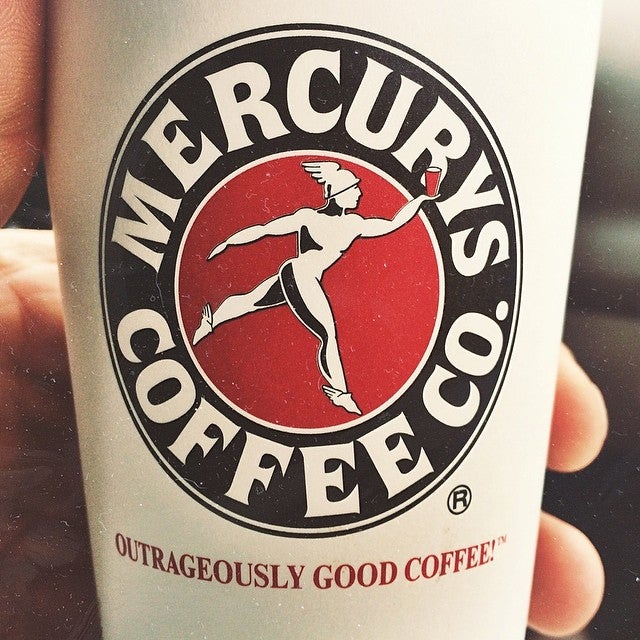 MERCURYS
COFFEE CO.
®
OUTRAGEOUSLY GOOD COFFEE!™